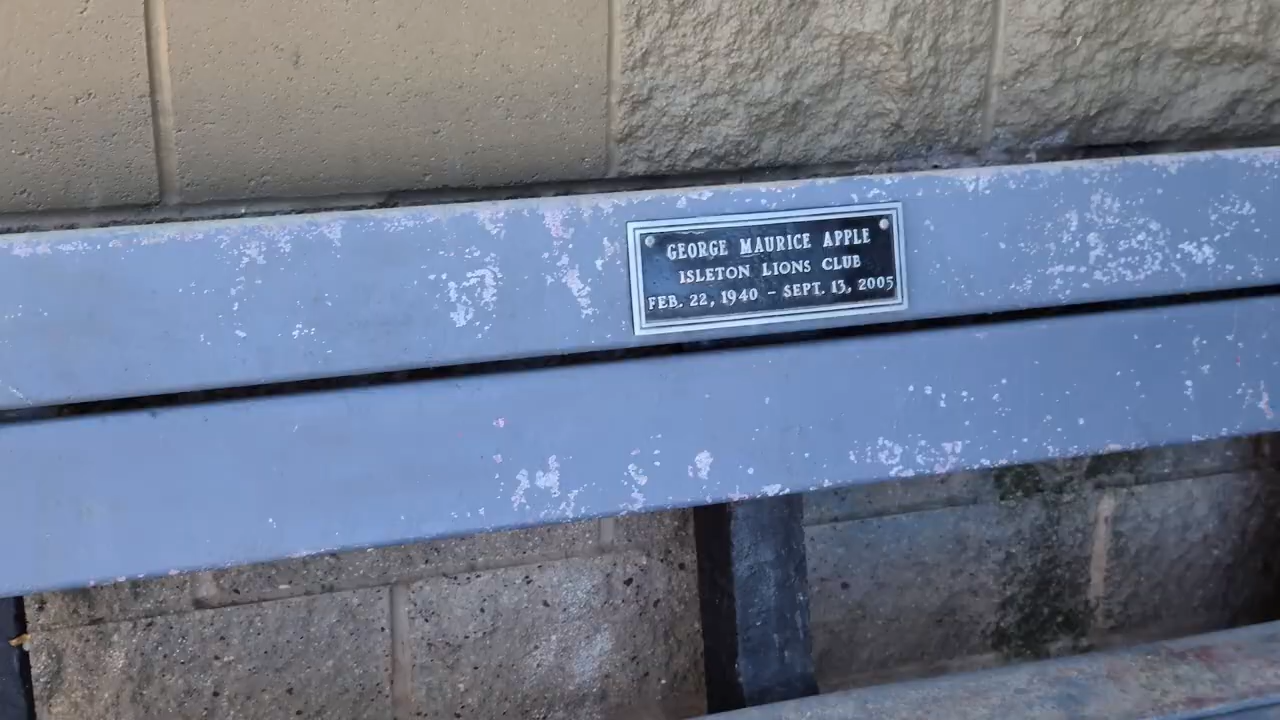 GEORGE MAURICE APPLE
ISLETON LIONS CLUB
FEB. 22, 1940 – SEPT. 13, 2005